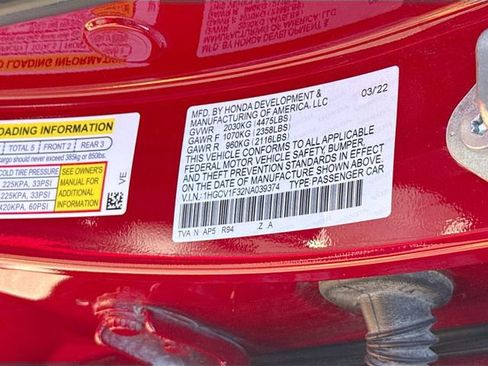 MFD. BY HONDA DEVELOPMENT & 03/22
MANUFACTURING OF AMERICA, LLC
GVWR 2030KG (4475LBS)
GAWR F 1070KG (2358LBS)
GAWR R 960KG (2116LBS)
THIS VEHICLE CONFORMS TO ALL APPLICABLE
FEDERAL MOTOR VEHICLE SAFETY, BUMPER,
AND THEFT PREVENTION STANDARDS IN EFFECT
ON THE DATE OF MANUFACTURE SHOWN ABOVE.
V.I.N.: 1HGCV1F32NA039374 TYPE PASSENGER CAR
TVA N AP5 R94 Z A
OADING INFORMATION
TOTAL 5 FRONT 2 REAR 3
cargo should never exceed 385kg or 850lbs.
COLD TIRE PRESSURE
225KPA, 33PSI
225KPA, 33PSI
420KPA, 60PSI
SEE OWNER'S
MANUAL FOR
ADDITIONAL
INFORMATION
VE